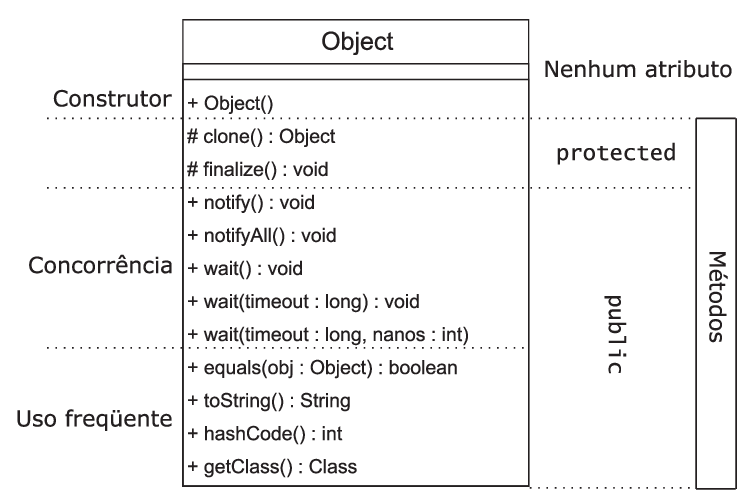 Object
Nenhum atributo
Construtor
+ Object()
# clone() : Object
# finalize() : void
protected
+ notify() : void
+ notifyAll() : void
Concorrência
+ wait() : void
+ wait(timeout : long) : void
+ wait(timeout : long, nanos : int)
public
Métodos
+ equals(obj : Object) : boolean
+ toString() : String
Uso freqüente
+ hashCode() : int
+ getClass() : Class